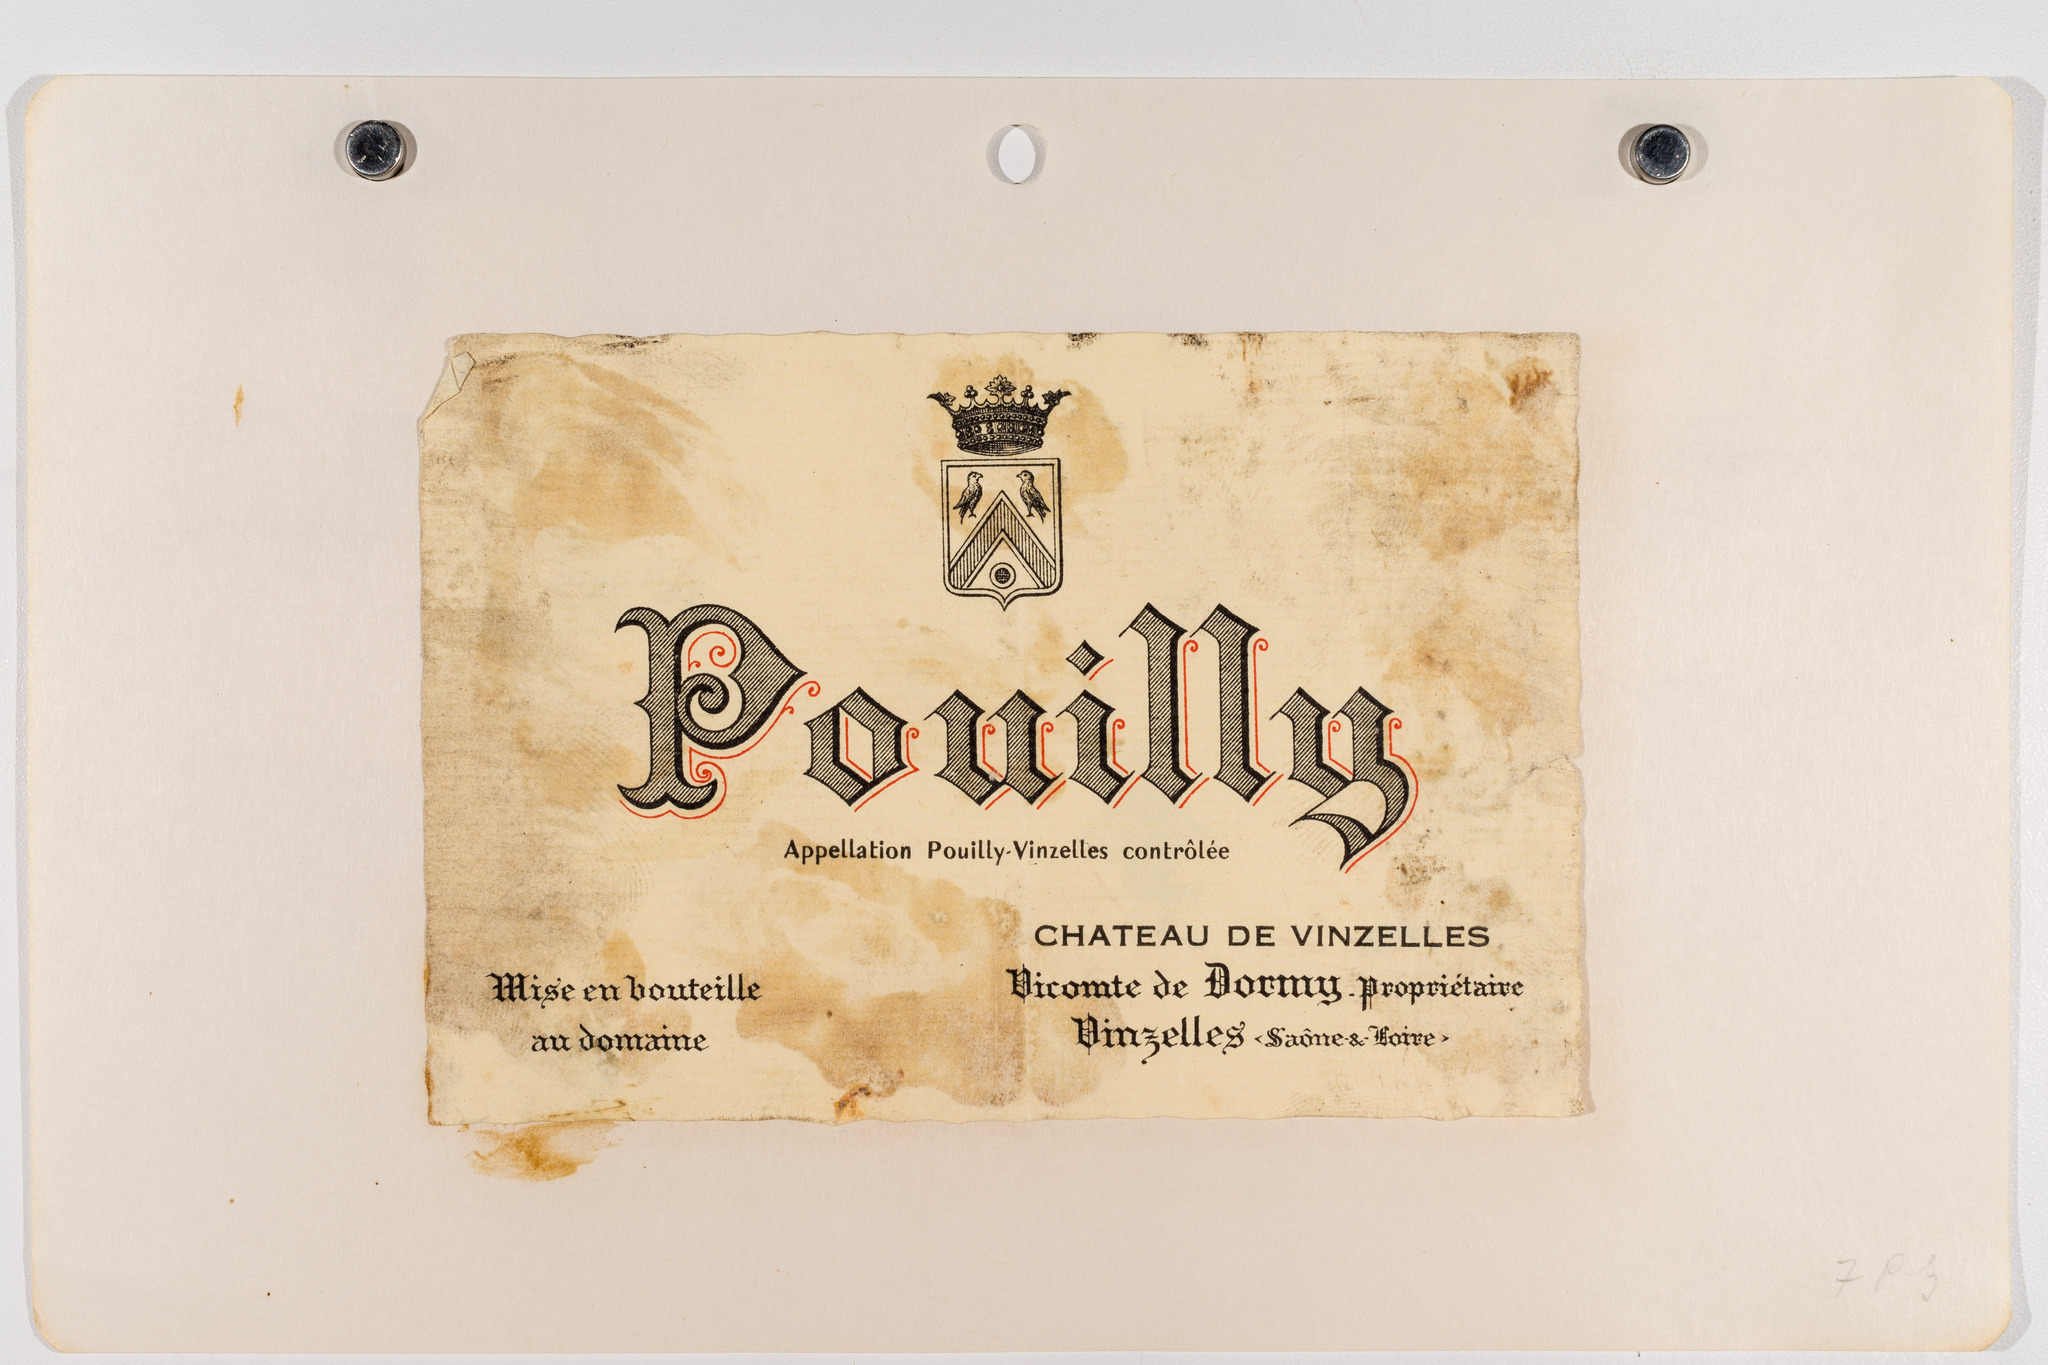 Pouilly
Appellation Pouilly-Vinzelles contrôlée
CHATEAU DE VINZELLES
Vicomte de Dormy - Propriétaire
Vinzelles <Saône-&-Loire>
Mise en bouteille
au domaine